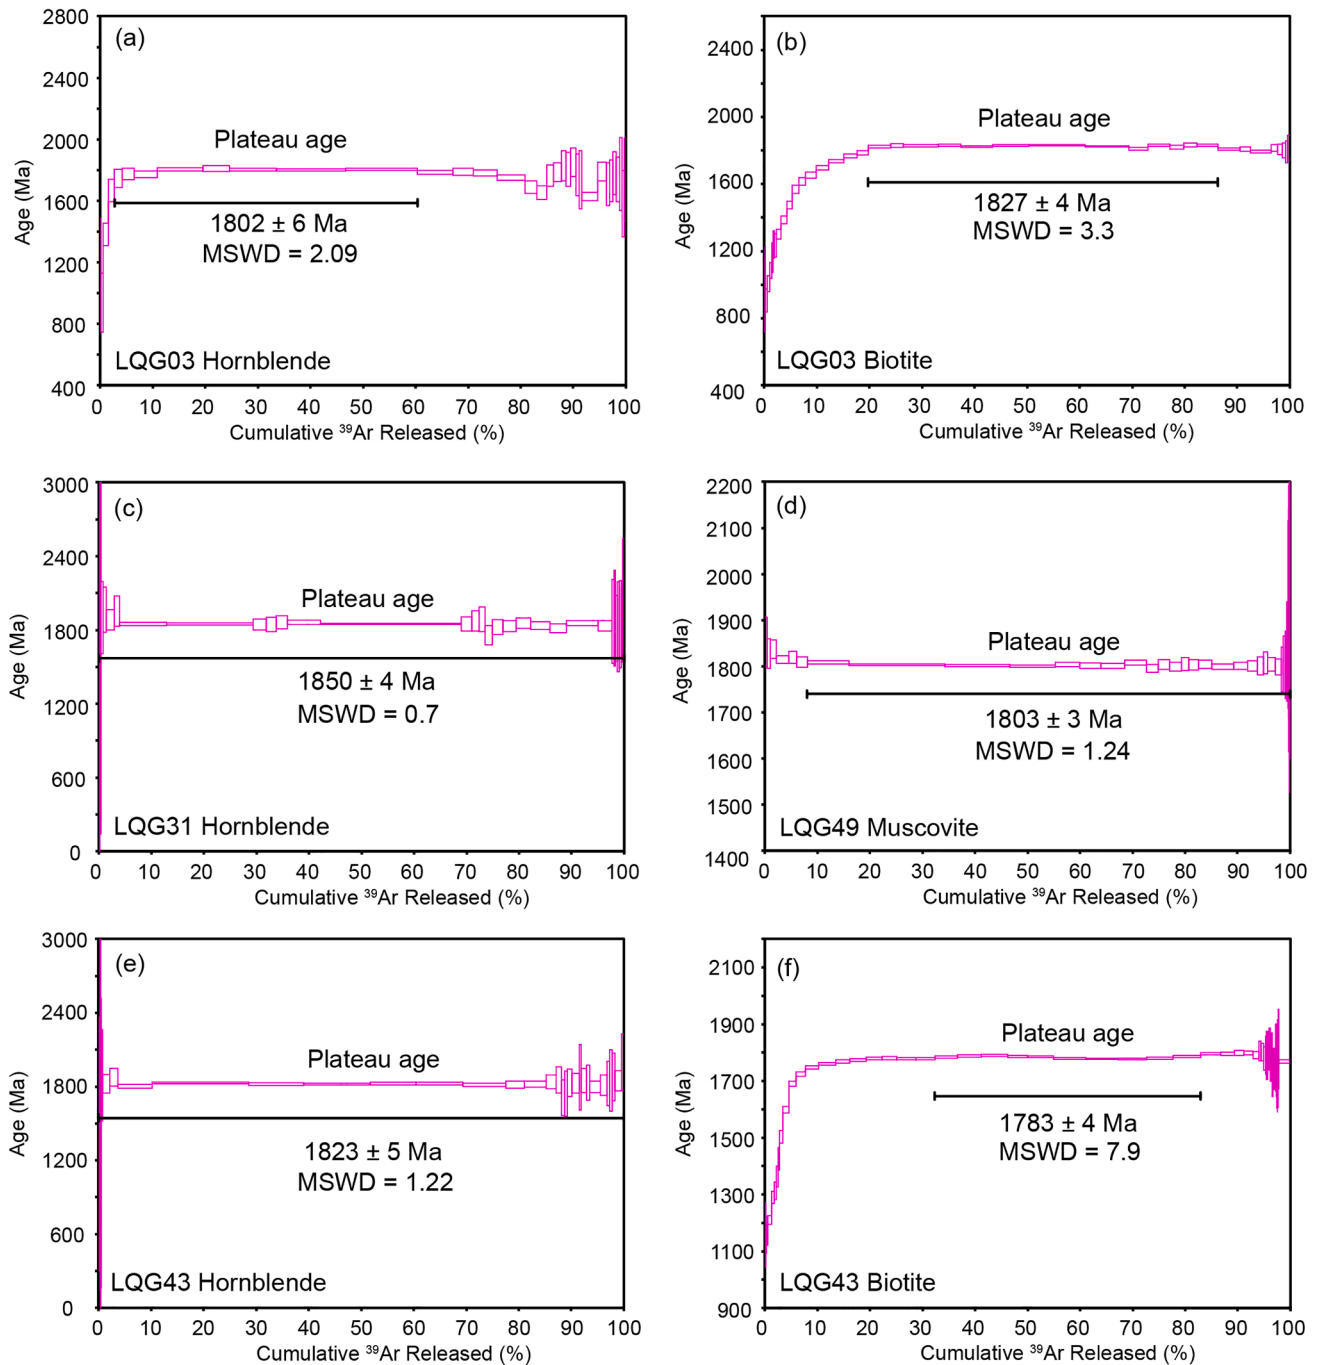 (a)
2800
2400
2000
1600
1200
800
400
Age (Ma)
Plateau age
1802 ± 6 Ma
MSWD = 2.09
LQG03 Hornblende
0 10 20 30 40 50 60 70 80 90 100
Cumulative ³⁹Ar Released (%)
(b)
2400
2000
1600
1200
800
400
Age (Ma)
Plateau age
1827 ± 4 Ma
MSWD = 3.3
LQG03 Biotite
0 10 20 30 40 50 60 70 80 90 100
Cumulative ³⁹Ar Released (%)
(c)
3000
2400
1800
1200
600
0
Age (Ma)
Plateau age
1850 ± 4 Ma
MSWD = 0.7
LQG31 Hornblende
0 10 20 30 40 50 60 70 80 90 100
Cumulative ³⁹Ar Released (%)
(d)
2200
2100
2000
1900
1800
1700
1600
1500
1400
Age (Ma)
Plateau age
1803 ± 3 Ma
MSWD = 1.24
LQG49 Muscovite
0 10 20 30 40 50 60 70 80 90 100
Cumulative ³⁹Ar Released (%)
(e)
3000
2400
1800
1200
600
0
Age (Ma)
Plateau age
1823 ± 5 Ma
MSWD = 1.22
LQG43 Hornblende
0 10 20 30 40 50 60 70 80 90 100
Cumulative ³⁹Ar Released (%)
(f)
2100
1900
1700
1500
1300
1100
900
Age (Ma)
Plateau age
1783 ± 4 Ma
MSWD = 7.9
LQG43 Biotite
0 10 20 30 40 50 60 70 80 90 100
Cumulative ³⁹Ar Released (%)